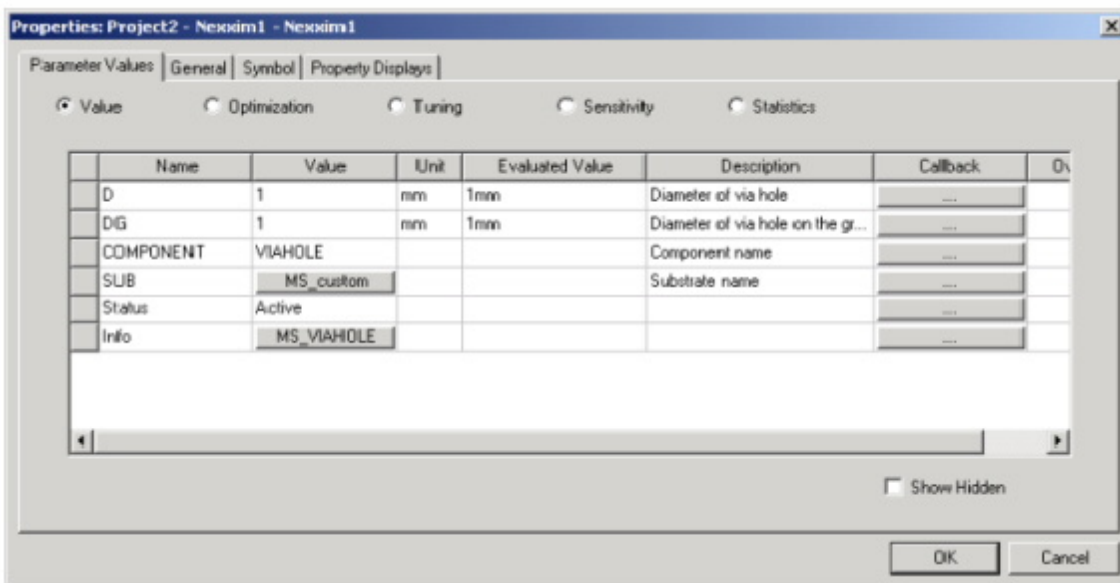 Properties: Project2 - Nexxim1 - Nexxim1
Parameter Values General Symbol Property Displays
Value Optimization Tuning Sensitivity Statistics
Name Value Unit Evaluated Value Description Callback Ov
D 1 mm 1mm Diameter of via hole ....
DG 1 mm 1mm Diameter of via hole on the gr... ....
COMPONENT VIAHOLE Component name ....
SUB MS_custom Substrate name ....
Status Active ....
Info MS_VIAHOLE ....
Show Hidden
OK Cancel